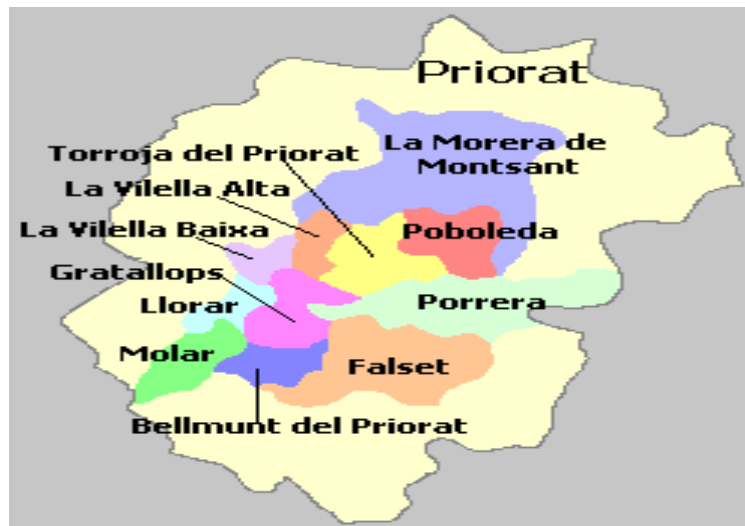 Priorat
La Morera de
Montsant
Torroja del Priorat
La Vilella Alta
La Vilella Baixa
Poboleda
Gratallops
Llorar
Porrera
Molar
Falset
Bellmunt del Priorat